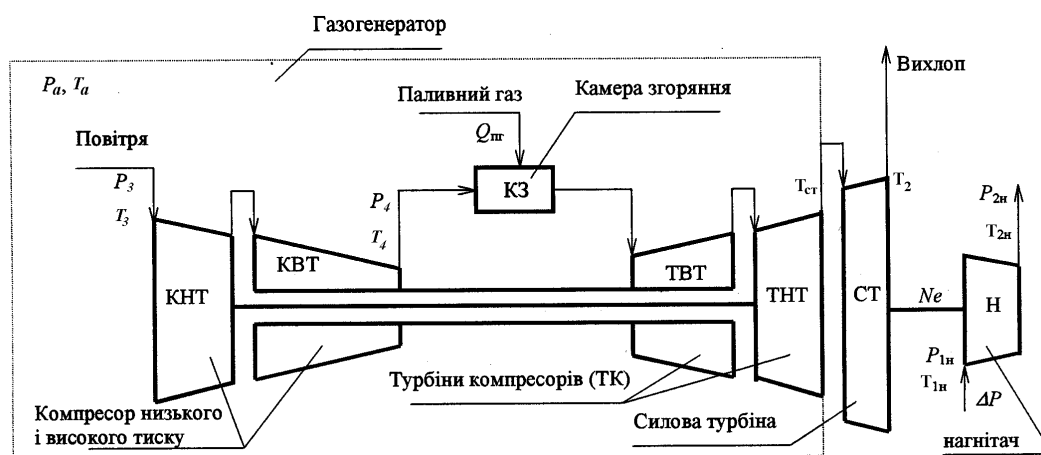 Газогенератор
Pa, Ta
Вихлоп
Паливний газ
Камера згоряння
Qпг
Повітря
P3
T3
P4
T4
КЗ
Tст
T2
P2н
T2н
КНТ
КВТ
ТВТ
ТНТ
СТ
Ne
Н
P1н
T1н
ΔP
Турбіни компресорів (ТК)
Компресор низького
і високого тиску
Силова турбіна
нагнітач